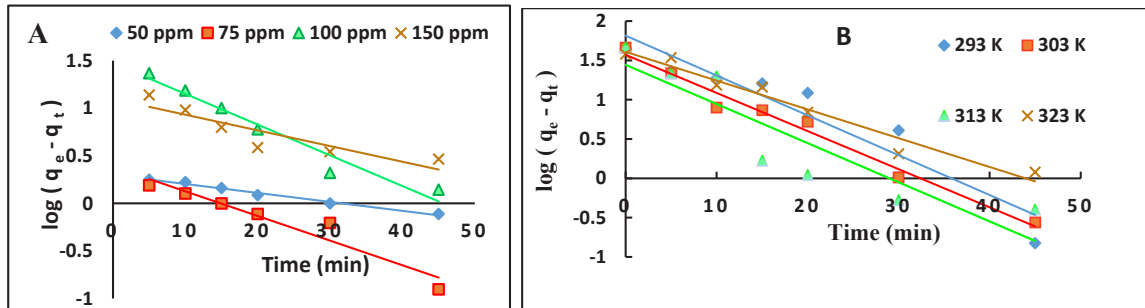 A
50 ppm 75 ppm 100 ppm 150 ppm
1.5
1
0.5
0
-0.5
-1
0 10 20 30 40 50
log ( q e - q t )
Time (min)
B
293 K 303 K
313 K 323 K
2
1.5
1
0.5
0
-0.5
-1
0 10 20 30 40 50
log ( qe - qt )
Time (min)